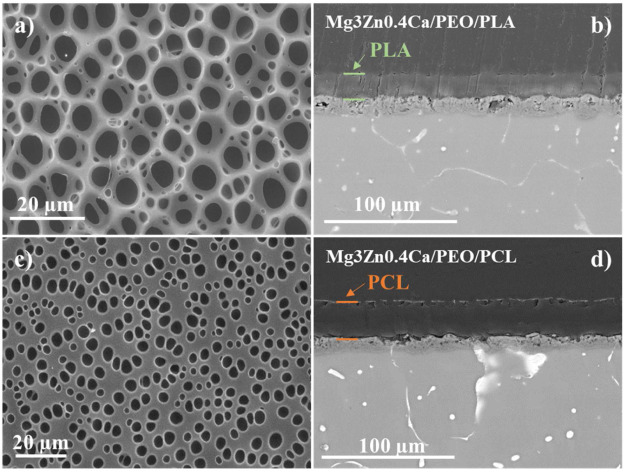 a)
20 µm
Mg3Zn0.4Ca/PEO/PLA
b)
PLA
100 µm
c)
20 µm
Mg3Zn0.4Ca/PEO/PCL
d)
PCL
100 µm